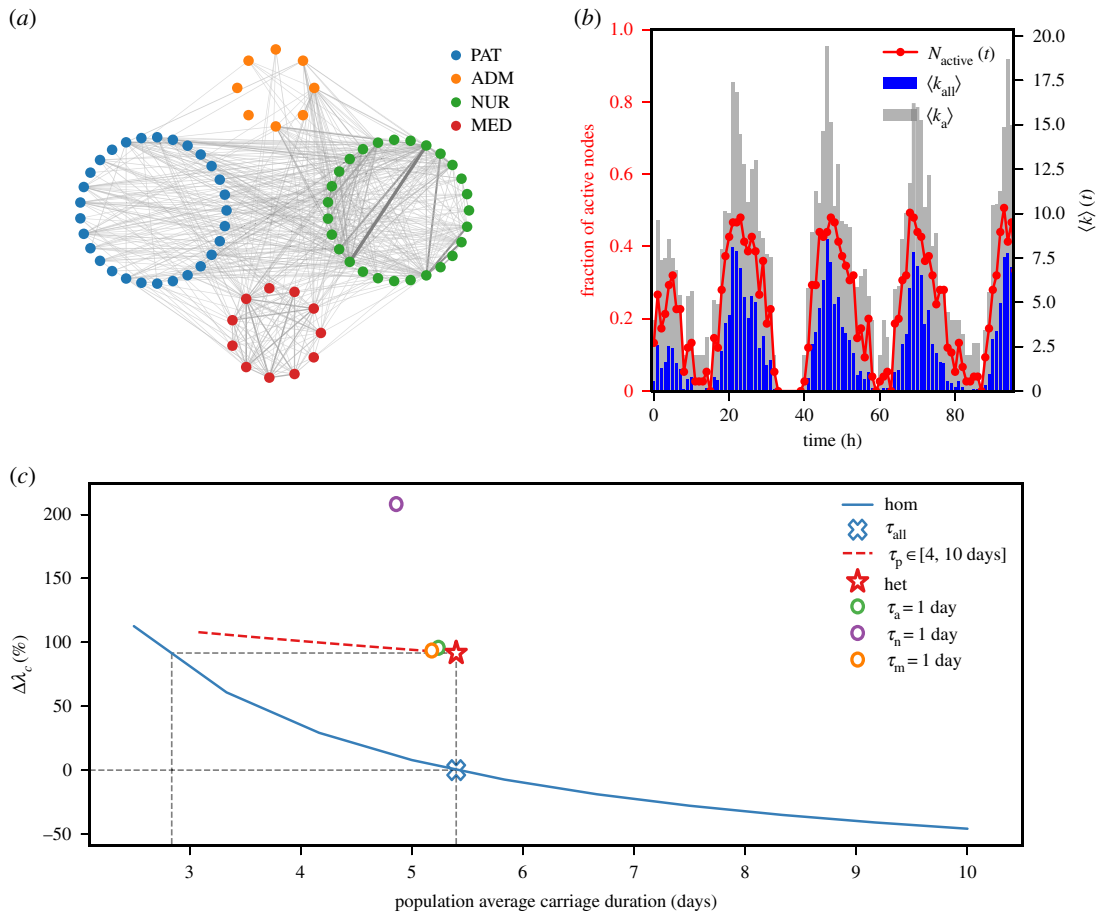 (a)
PAT
ADM
NUR
MED
(b)
1.0
0.8
0.6
0.4
0.2
0
fraction of active nodes
20.0
17.5
15.0
12.5
10.0
7.5
5.0
2.5
0
⟨k⟩ (t)
N_active (t)
⟨k_all⟩
⟨k_a⟩
0 20 40 60 80
time (h)
(c)
200
150
100
50
0
–50
Δλ_c (%)
hom
τ_all
τ_p ∈ [4, 10 days]
het
τ_a = 1 day
τ_n = 1 day
τ_m = 1 day
3 4 5 6 7 8 9 10
population average carriage duration (days)